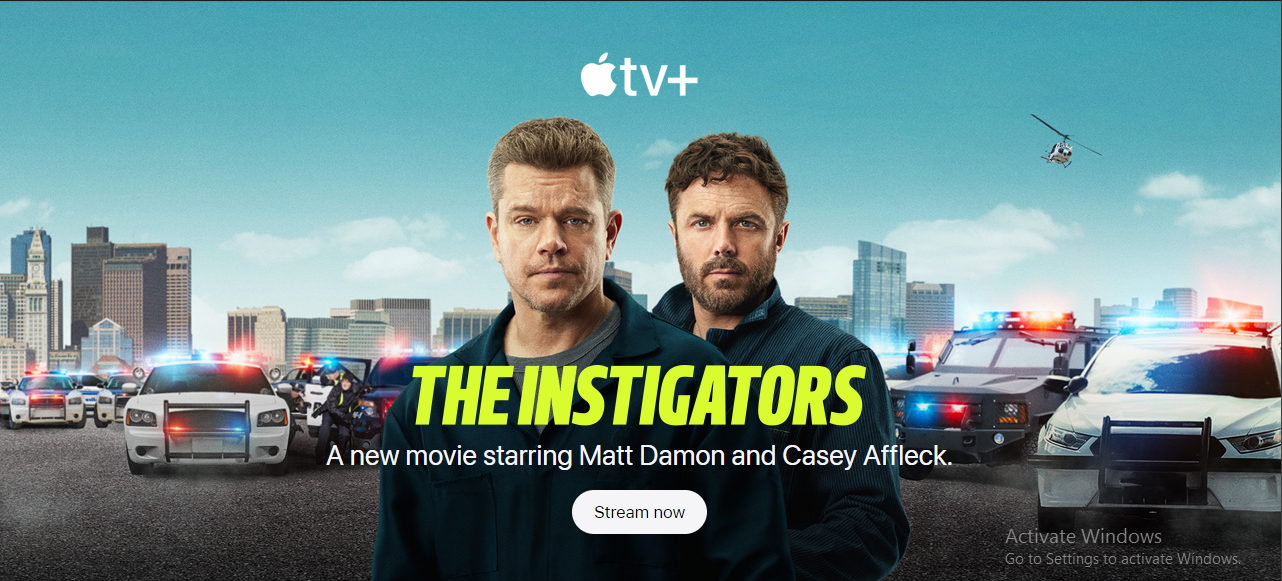 tv+
THE INSTIGATORS
A new movie starring Matt Damon and Casey Affleck.
Stream now
Activate Windows
Go to Settings to activate Windows.